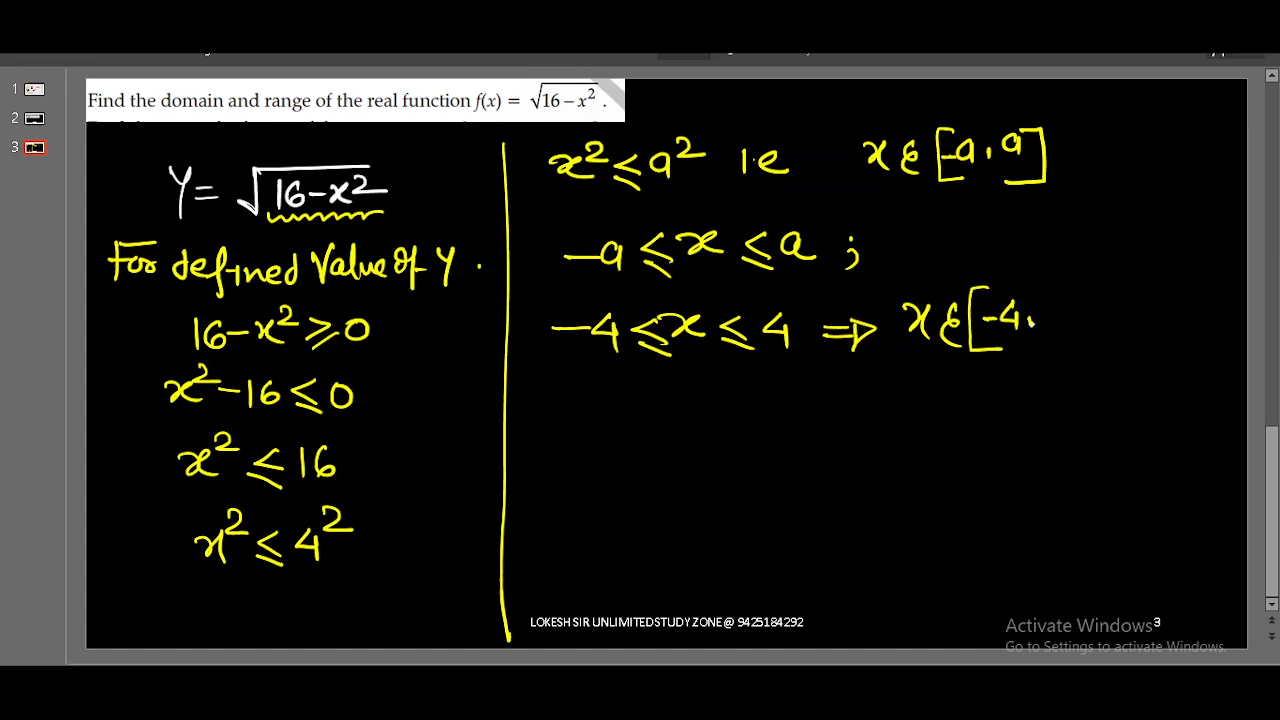 1
2
3
Find the domain and range of the real function f(x) = √16 – x² .
Y = √16-x2
For defined Value of Y .
16-x² ≥ 0
x² -16 ≤ 0
x² ≤ 16
x² ≤ 4²
x² ≤ a² i.e x ∈ [-a, a]
-a ≤ x ≤ a ;
-4 ≤ x ≤ 4 ⇒ x ∈ [-4,
LOKESH SIR UNLIMITED STUDY ZONE @ 9425184292
Activate Windows
3
Go to Settings to activate Windows.